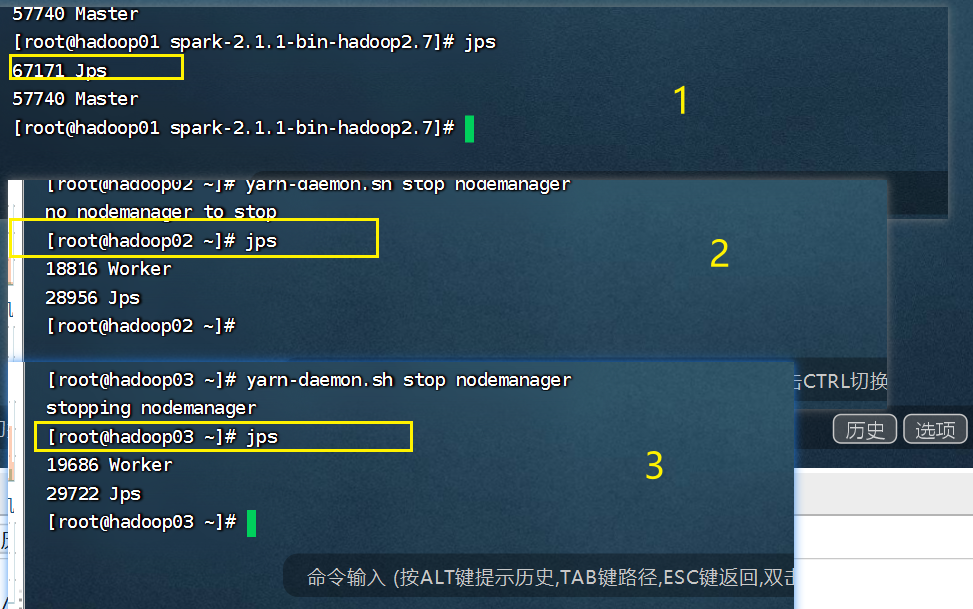 57740 Master
[root@hadoop01 spark-2.1.1-bin-hadoop2.7]# jps
67171 Jps
57740 Master
[root@hadoop01 spark-2.1.1-bin-hadoop2.7]#
1
[root@hadoop02 ~]# yarn-daemon.sh stop nodemanager
no nodemanager to stop
[root@hadoop02 ~]# jps
2
18816 Worker
28956 Jps
[root@hadoop02 ~]#
[root@hadoop03 ~]# yarn-daemon.sh stop nodemanager
击CTRL切换
stopping nodemanager
[root@hadoop03 ~]# jps
历史 选项
19686 Worker
3
29722 Jps
[root@hadoop03 ~]#
命令输入 (按ALT键提示历史,TAB键路径,ESC键返回,双击